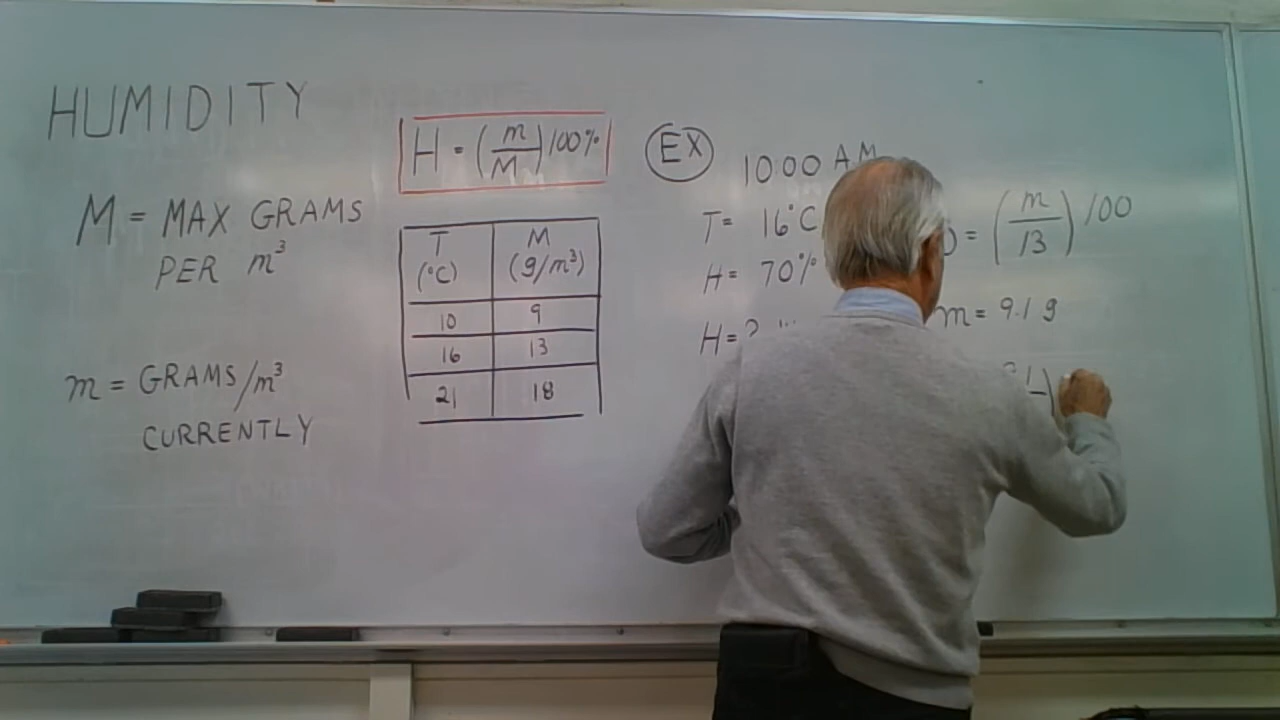 HUMIDITY
M = MAX GRAMS
PER m³
m = GRAMS/m³
CURRENTLY
H = (m/M) 100%
T (°C) M (g/m³)
10 9
16 13
21 18
EX
10:00 AM
T = 16°C
H = 70%
H = ?
= (m/13) 100
m = 9.1 g